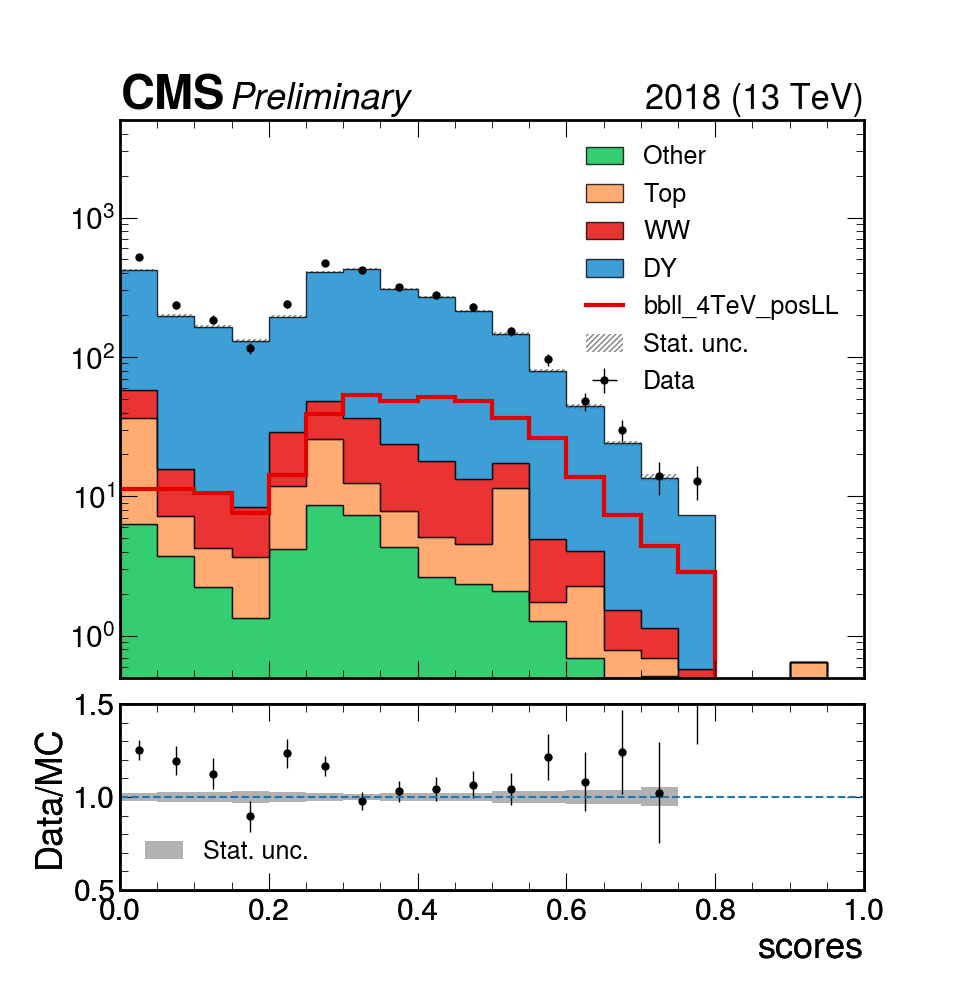 CMS Preliminary 2018 (13 TeV)
Other
Top
WW
DY
bbll_4TeV_posLL
Stat. unc.
Data
10³
10²
10¹
10⁰
Data/MC
1.5
1.0
0.5
Stat. unc.
0.0 0.2 0.4 0.6 0.8 1.0
scores